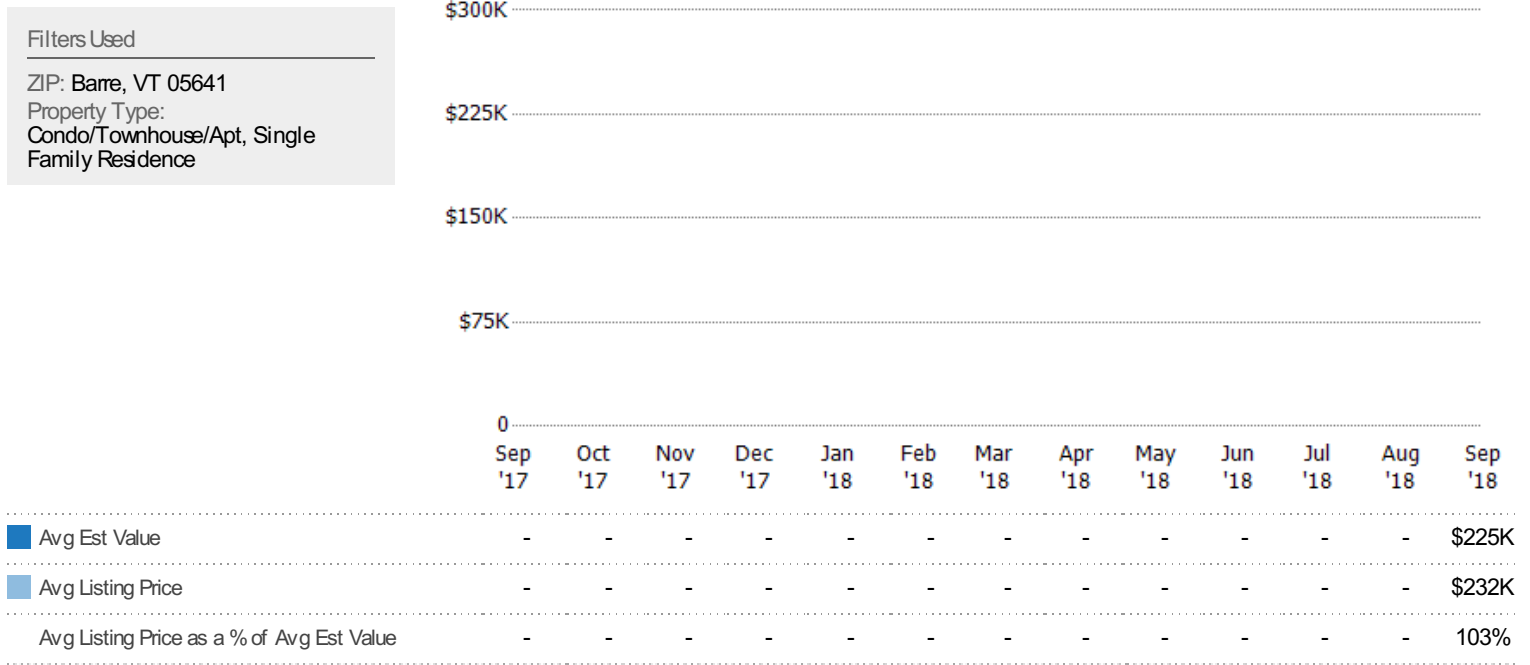 Filters Used
ZIP: Barre, VT 05641
Property Type:
Condo/Townhouse/Apt, Single
Family Residence
$300K
$225K
$150K
$75K
0
Sep Oct Nov Dec Jan Feb Mar Apr May Jun Jul Aug Sep
'17 '17 '17 '17 '18 '18 '18 '18 '18 '18 '18 '18 '18
Avg Est Value - - - - - - - - - - - - $225K
Avg Listing Price - - - - - - - - - - - - $232K
Avg Listing Price as a % of Avg Est Value - - - - - - - - - - - - 103%